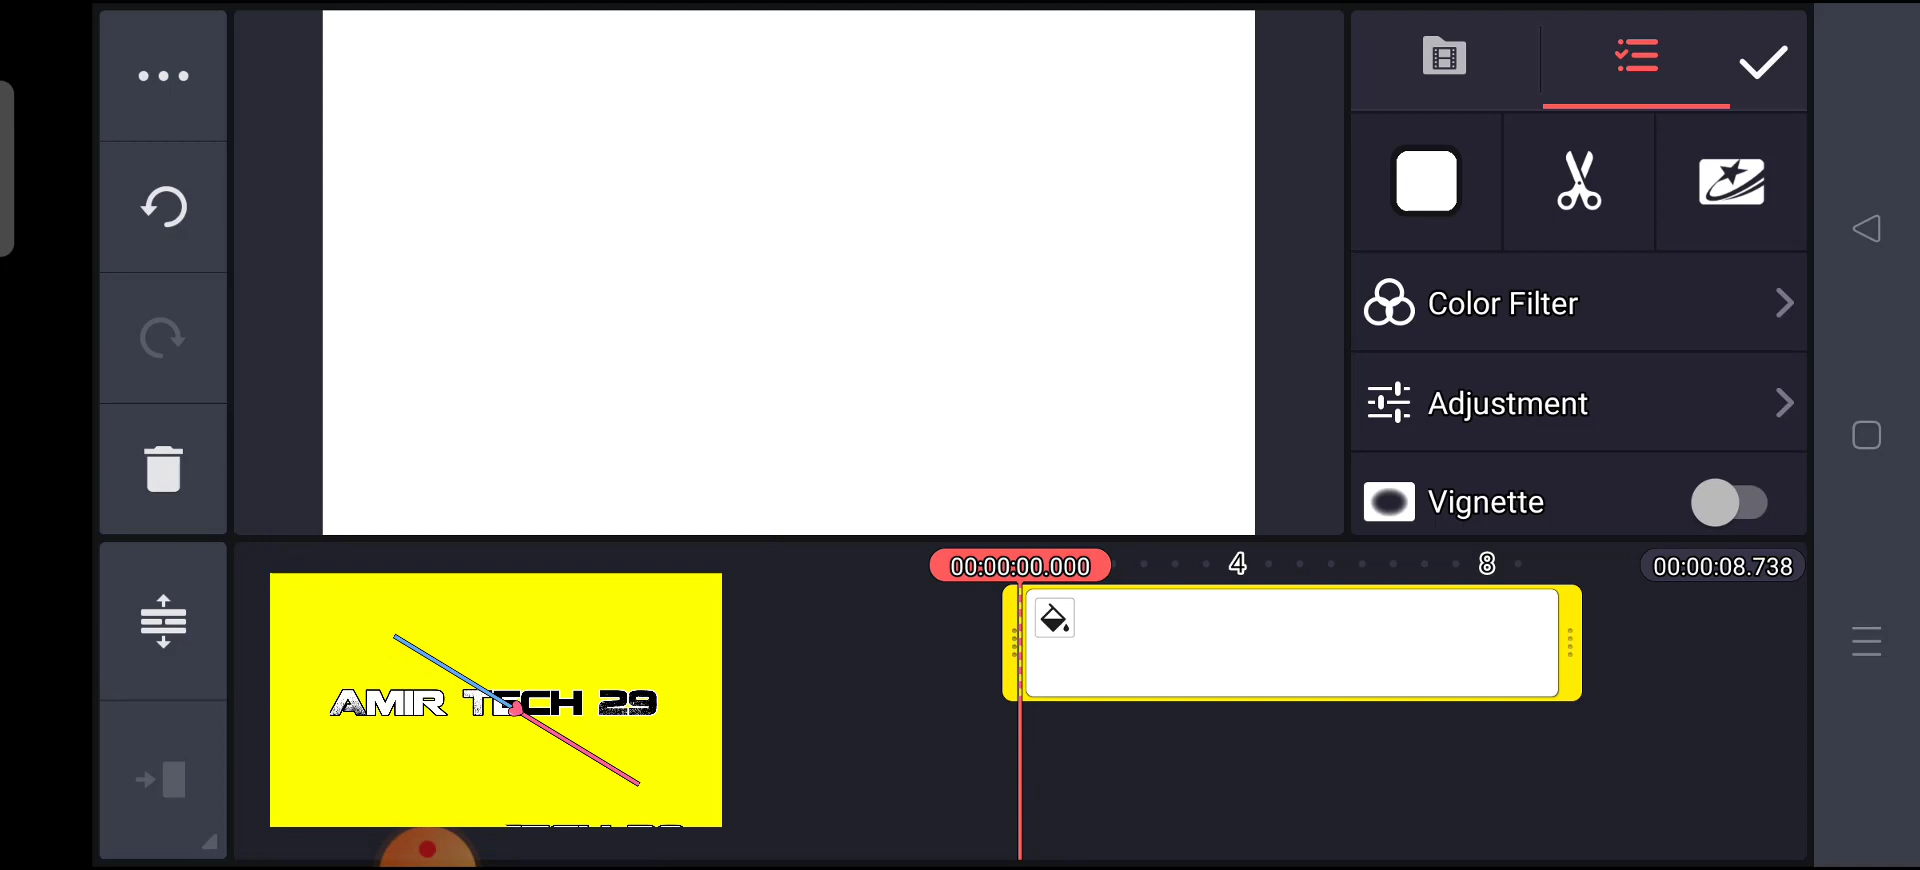 Color Filter
Adjustment
Vignette
00:00:00.000
4
8
00:00:08.738
AMIR TECH 29